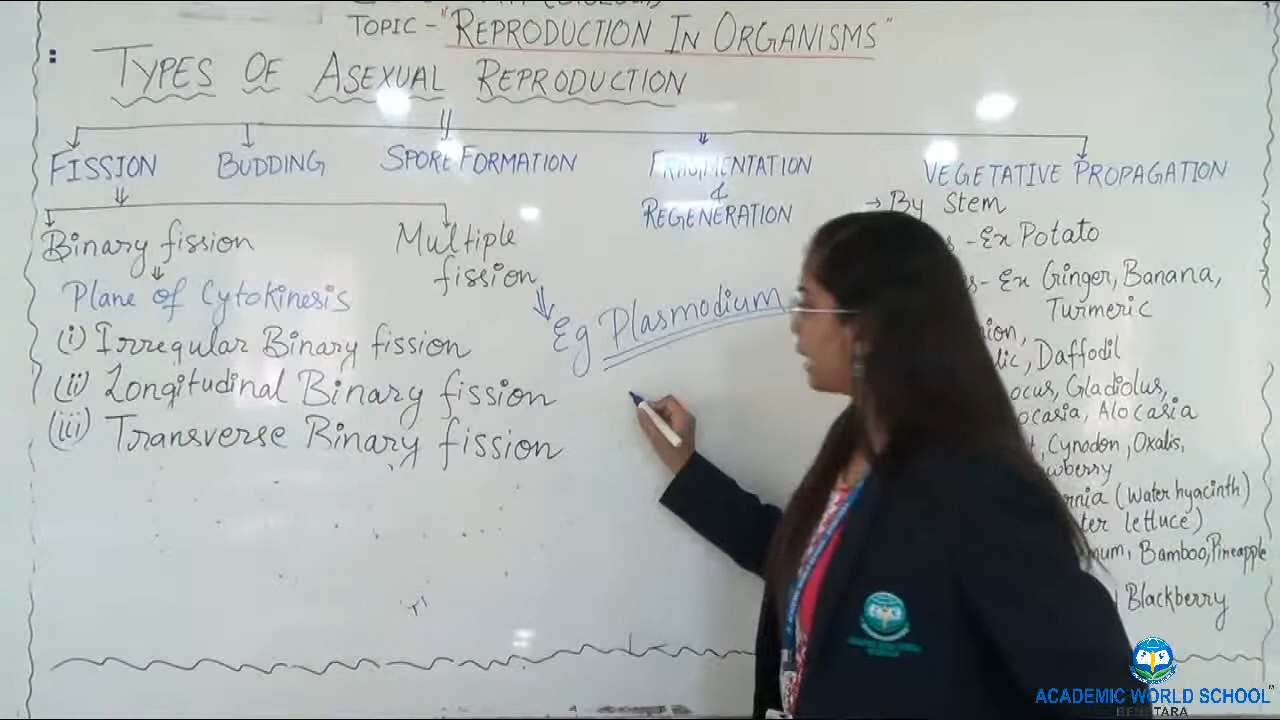 TOPIC - "REPRODUCTION IN ORGANISMS"
TYPES OF ASEXUAL REPRODUCTION
FISSION
BUDDING
SPORE FORMATION
FRAGMENTATION
&
REGENERATION
VEGETATIVE PROPAGATION
Binary fission
Multiple
fission
Plane of Cytokinesis
(i) Irregular Binary fission
(ii) Longitudinal Binary fission
(iii) Transverse Binary fission
Eg Plasmodium
→ By Stem
- Ex Potato
- Ex Ginger, Banana,
Turmeric
Daffodil
Gladiolus,
Alocasia
Cynodon, Oxalis,
(Water hyacinth)
lettuce)
Bamboo, Pineapple
Blackberry
ACADEMIC WORLD SCHOOL"